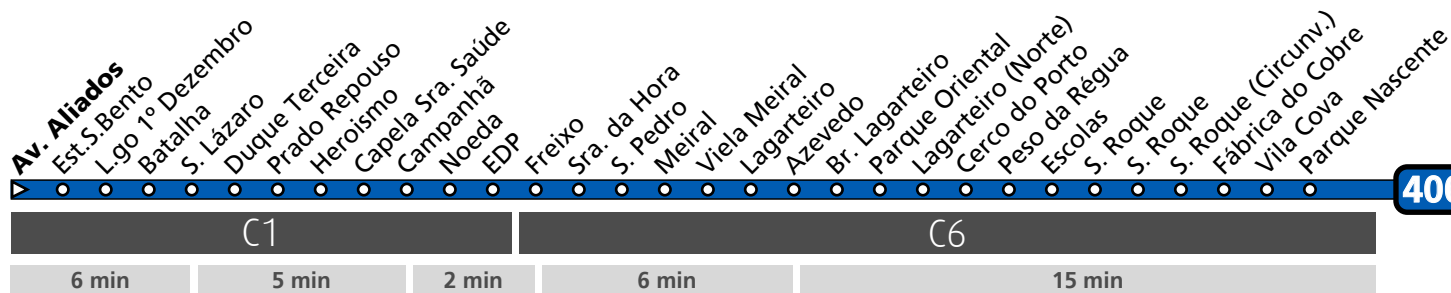 Av. Aliados
Est.S.Bento
L.go 1º Dezembro
Batalha
S. Lázaro
Duque Terceira
Prado Repouso
Heroísmo
Capela Sra. Saúde
Campanhã
Noeda
EDP
Freixo
Sra. da Hora
S. Pedro
Meiral
Viela Meiral
Lagarteiro
Azevedo
Br. Lagarteiro
Parque Oriental
Lagarteiro (Norte)
Cerco do Porto
Peso da Régua
Escolas
S. Roque
S. Roque
S. Roque (Circunv.)
Fábrica do Cobre
Vila Cova
Parque Nascente
400
C1
C6
6 min
5 min
2 min
6 min
15 min